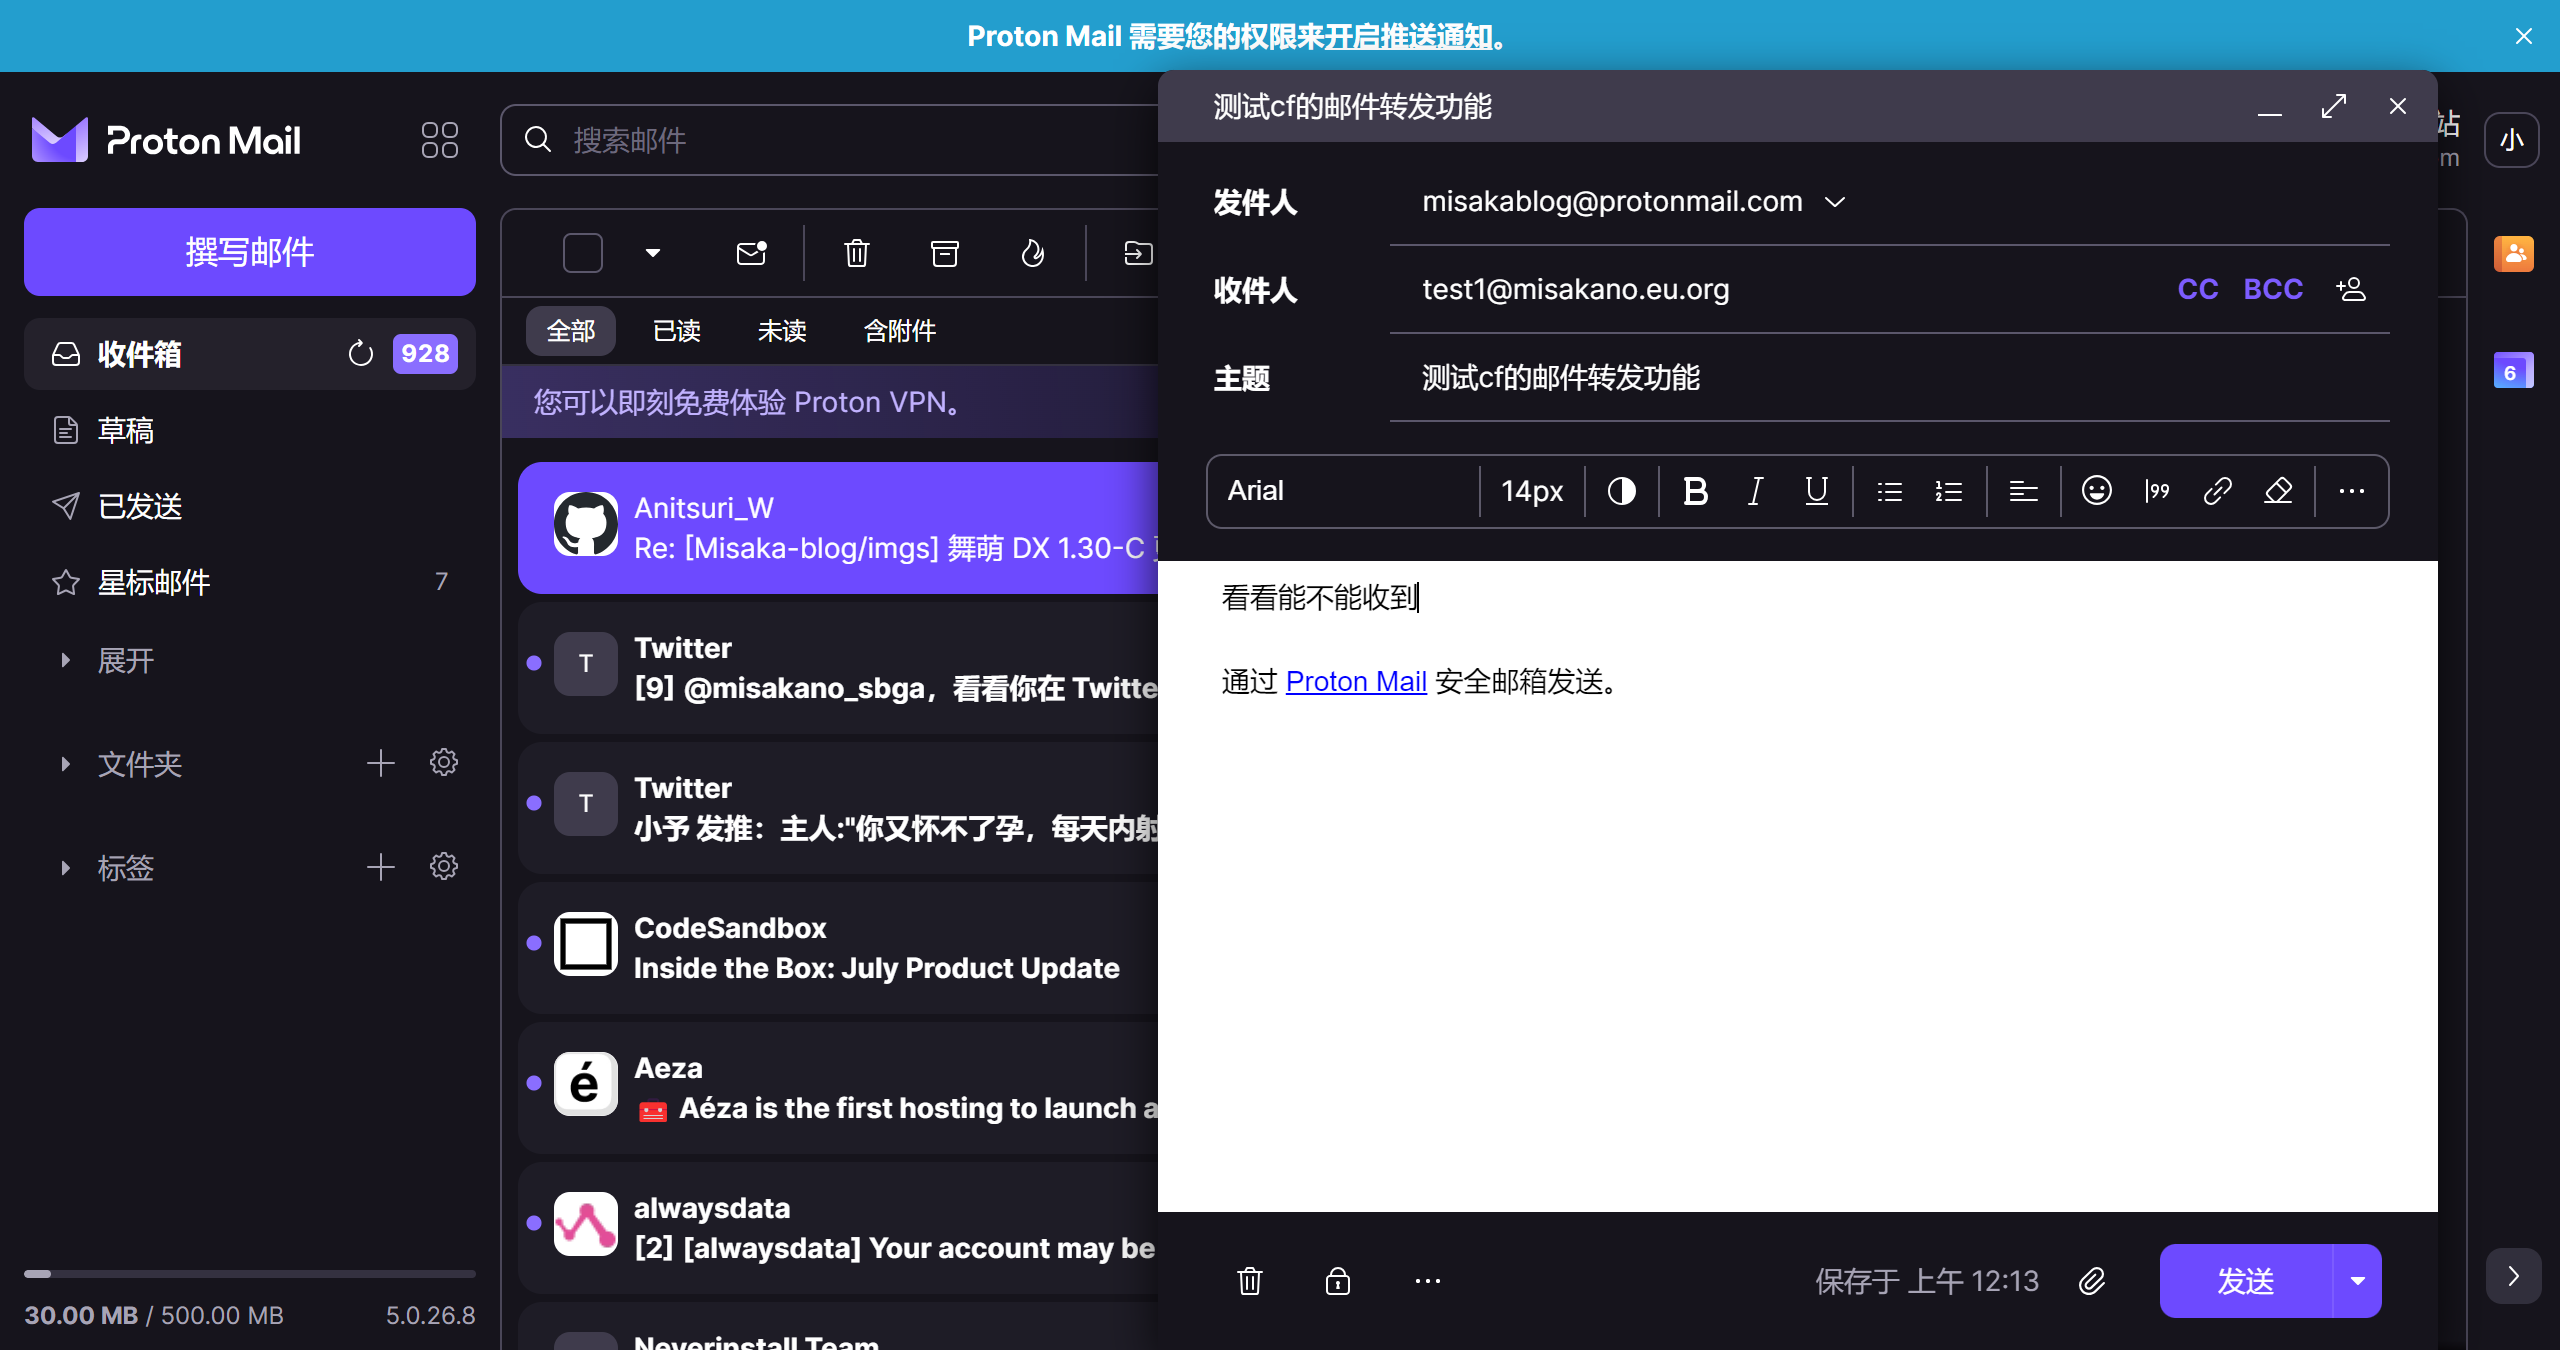 Proton Mail 需要您的权限来开启推送通知。
Proton Mail
搜索邮件
测试cf的邮件转发功能
站
m
小
撰写邮件
收件箱
928
草稿
已发送
星标邮件
7
展开
文件夹
标签
30.00 MB / 500.00 MB
5.0.26.8
全部
已读
未读
含附件
您可以即刻免费体验 Proton VPN。
Anitsuri_W
Re: [Misaka-blog/imgs] 舞萌 DX 1.30-C
T
Twitter
[9] @misakano_sbga，看看你在 Twitte
T
Twitter
小予 发推：主人:"你又怀不了孕，每天内射
CodeSandbox
Inside the Box: July Product Update
é
Aeza
Aéza is the first hosting to launch a
alwaysdata
[2] [alwaysdata] Your account may be
Neverinstall Team
发件人
misakablog@protonmail.com
收件人
test1@misakano.eu.org
CC
BCC
主题
测试cf的邮件转发功能
Arial
14px
看看能不能收到
通过 Proton Mail 安全邮箱发送。
保存于 上午 12:13
发送
6